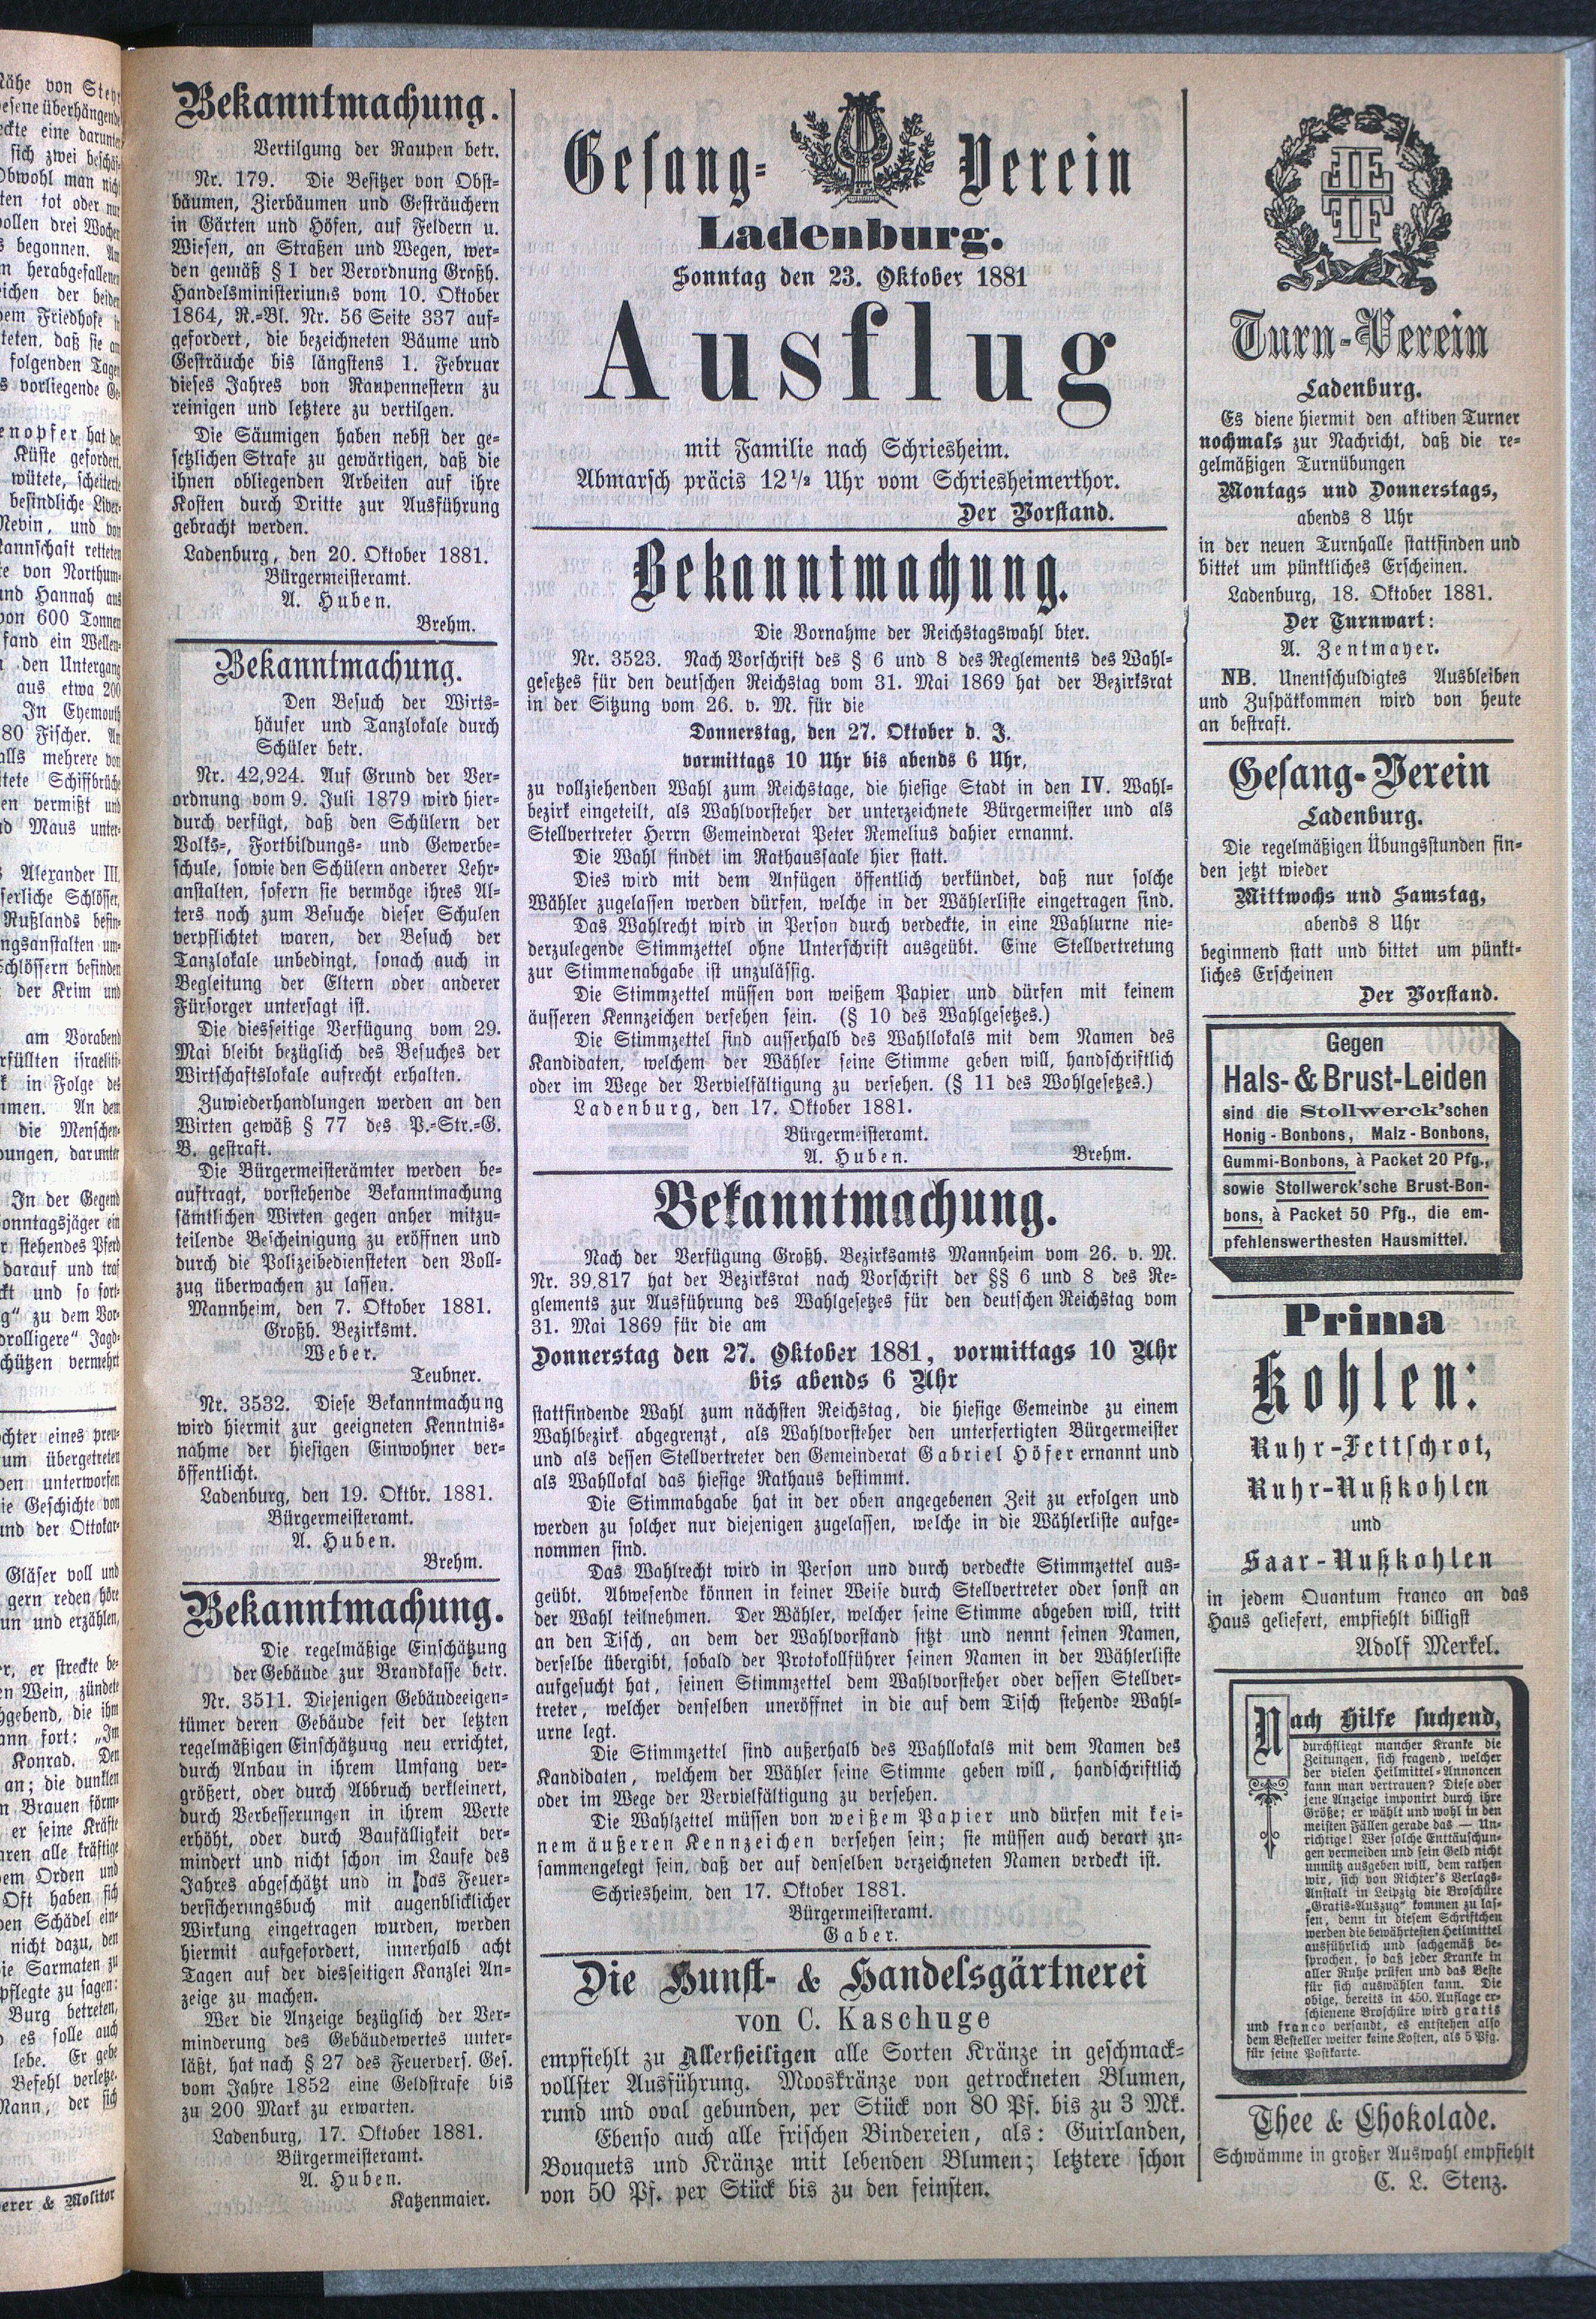 Bekanntmachung.
Vertilgung der Raupen betr.
Nr. 179. Die Besitzer von Obst-
bäumen, Zierbäumen und Gesträuchern
in Gärten und Höfen, auf Feldern u.
Wiesen, an Straßen und Wegen, wer-
den gemäß § 1 der Verordnung Großh.
Handelsministeriums vom 10. Oktober
1864, R.-Bl. Nr. 56 Seite 337 auf-
gefordert, die bezeichneten Bäume und
Gesträuche bis längstens 1. Februar
dieses Jahres von Raupennestern zu
reinigen und letztere zu vertilgen.
Die Säumigen haben nebst der ge-
setzlichen Strafe zu gewärtigen, daß die
ihnen obliegenden Arbeiten auf ihre
Kosten durch Dritte zur Ausführung
gebracht werden.
Ladenburg, den 20. Oktober 1881.
Bürgermeisteramt.
A. Huben.
Brehm.
Bekanntmachung.
Den Besuch der Wirts-
häuser und Tanzlokale durch
Schüler betr.
Nr. 42,924. Auf Grund der Ver-
ordnung vom 9. Juli 1879 wird hier-
durch verfügt, daß den Schülern der
Volks-, Fortbildungs- und Gewerbe-
schule, sowie den Schülern anderer Lehr-
anstalten, sofern sie vermöge ihres Al-
ters noch zum Besuche dieser Schulen
verpflichtet waren, der Besuch der
Tanzlokale unbedingt, sonach auch in
Begleitung der Eltern oder anderer
Fürsorger untersagt ist.
Die diesseitige Verfügung vom 29.
Mai bleibt bezüglich des Besuches der
Wirtschaftslokale aufrecht erhalten.
Zuwiederhandlungen werden an den
Wirten gewäß § 77 des P.-Str.-G.
B. gestraft.
Die Bürgermeisterämter werden be-
auftragt, vorstehende Bekanntmachung
sämtlichen Wirten gegen anher mitzu-
teilende Bescheinigung zu eröffnen und
durch die Polizeibediensteten den Voll-
zug überwachen zu lassen.
Mannheim, den 7. Oktober 1881.
Großh. Bezirksmt.
Weber.
Teubner.
Nr. 3532. Diese Bekanntmachung
wird hiermit zur geeigneten Kenntnis-
nahme der hiesigen Einwohner ver-
öffentlicht.
Ladenburg, den 19. Oktbr. 1881.
Bürgermeisteramt.
A. Huben.
Brehm.
Bekanntmachung.
Die regelmäßige Einschätzung
der Gebäude zur Brandkasse betr.
Nr. 3511. Diejenigen Gebäudeeigen-
tümer deren Gebäude seit der letzten
regelmäßigen Einschätzung neu errichtet,
durch Anbau in ihrem Umfang ver-
größert, oder durch Abbruch verkleinert,
durch Verbesserungen in ihrem Werte
erhöht, oder durch Baufälligkeit ver-
mindert und nicht schon im Laufe des
Jahres abgeschätzt und in das Feuer-
versicherungsbuch mit augenblicklicher
Wirkung eingetragen wurden, werden
hiermit aufgefordert, innerhalb acht
Tagen auf der diesseitigen Kanzlei An-
zeige zu machen.
Wer die Anzeige bezüglich der Ver-
minderung des Gebäudewertes unter-
läßt, hat nach § 27 des Feuervers. Ges.
vom Jahre 1852 eine Geldstrafe bis
zu 200 Mark zu erwarten.
Ladenburg, 17. Oktober 1881.
Bürgermeisteramt.
A. Huben.
Katzenmaier.
Gesang-Verein
Ladenburg.
Sonntag den 23. Oktober 1881
Ausflug
mit Familie nach Schriesheim.
Abmarsch präcis 12½ Uhr vom Schriesheimerthor.
Der Vorstand.
Bekanntmachung.
Die Vornahme der Reichstagswahl bter.
Nr. 3523. Nach Vorschrift des § 6 und 8 des Reglements des Wahl-
gesetzes für den deutschen Reichstag vom 31. Mai 1869 hat der Bezirksrat
in der Sitzung vom 26. v. M. für die
Donnerstag, den 27. Oktober d. J.
vormittags 10 Uhr bis abends 6 Uhr,
zu vollziehenden Wahl zum Reichstage, die hiesige Stadt in den IV. Wahl-
bezirk eingeteilt, als Wahlvorsteher der unterzeichnete Bürgermeister und als
Stellvertreter Herrn Gemeinderat Peter Remelius dahier ernannt.
Die Wahl findet im Rathaussaale hier statt.
Dies wird mit dem Anfügen öffentlich verkündet, daß nur solche
Wähler zugelassen werden dürfen, welche in der Wählerliste eingetragen sind.
Das Wahlrecht wird in Person durch verdeckte, in eine Wahlurne nie-
derzulegende Stimmzettel ohne Unterschrift ausgeübt. Eine Stellvertretung
zur Stimmenabgabe ist unzulässig.
Die Stimmzettel müssen von weißem Papier und dürfen mit keinem
äusseren Kennzeichen versehen sein. (§ 10 des Wahlgesetzes.)
Die Stimmzettel sind ausserhalb des Wahllokals mit dem Namen des
Kandidaten, welchem der Wähler seine Stimme geben will, handschriftlich
oder im Wege der Vervielfältigung zu versehen. (§ 11 des Wohlgesetzes.)
Ladenburg, den 17. Oktober 1881.
Bürgermeisteramt.
A. Huben. Brehm.
Bekanntmachung.
Nach der Verfügung Großh. Bezirksamts Mannheim vom 26. v. M.
Nr. 39,817 hat der Bezirksrat nach Vorschrift der §§ 6 und 8 des Re-
glements zur Ausführung des Wahlgesetzes für den deutschen Reichstag vom
31. Mai 1869 für die am
Donnerstag den 27. Oktober 1881, vormittags 10 Uhr
bis abends 6 Uhr
stattfindende Wahl zum nächsten Reichstag, die hiesige Gemeinde zu einem
Wahlbezirk abgegrenzt, als Wahlvorsteher den unterfertigten Bürgermeister
und als dessen Stellvertreter den Gemeinderat Gabriel Höfer ernannt und
als Wahllokal das hiesige Rathaus bestimmt.
Die Stimmabgabe hat in der oben angegebenen Zeit zu erfolgen und
werden zu solcher nur diejenigen zugelassen, welche in die Wählerliste aufge-
nommen sind.
Das Wahlrecht wird in Person und durch verdeckte Stimmzettel aus-
geübt. Abwesende können in keiner Weise durch Stellvertreter oder sonst an
der Wahl teilnehmen. Der Wähler, welcher seine Stimme abgeben will, tritt
an den Tisch, an dem der Wahlvorstand sitzt und nennt seinen Namen,
derselbe übergibt, sobald der Protokollführer seinen Namen in der Wählerliste
aufgesucht hat, seinen Stimmzettel dem Wahlvorsteher oder dessen Stellver-
treter, welcher denselben uneröffnet in die auf dem Tisch stehende Wahl-
urne legt.
Die Stimmzettel sind außerhalb des Wahllokals mit dem Namen des
Kandidaten, welchem der Wähler seine Stimme geben will, handschriftlich
oder im Wege der Vervielfältigung zu versehen.
Die Wahlzettel müssen von weißem Papier und dürfen mit kei-
nem äußeren Kennzeichen versehen sein; sie müssen auch derart zu-
sammengelegt sein, daß der auf denselben verzeichneten Namen verdeckt ist.
Schriesheim, den 17. Oktober 1881.
Bürgermeisteramt.
Gaber.
Die Kunst- & Handelsgärtnerei
von C. Kaschuge
empfiehlt zu Allerheiligen alle Sorten Kränze in geschmack-
vollster Ausführung. Mooskränze von getrockneten Blumen,
rund und oval gebunden, per Stück von 80 Pf. bis zu 3 Mk.
Ebenso auch alle frischen Bindereien, als: Guirlanden,
Bouquets und Kränze mit lebenden Blumen; letztere schon
von 50 Pf. per Stück bis zu den feinsten.
Turn-Verein
Ladenburg.
Es diene hiermit den aktiven Turner
nochmals zur Nachricht, daß die re-
gelmäßigen Turnübungen
Montags und Donnerstags,
abends 8 Uhr
in der neuen Turnhalle stattfinden und
bittet um pünktliches Erscheinen.
Ladenburg, 18. Oktober 1881.
Der Turnwart:
A. Zentmayer.
NB. Unentschuldigtes Ausbleiben
und Zuspätkommen wird von heute
an bestraft.
Gesang-Verein
Ladenburg.
Die regelmäßigen Übungsstunden fin-
den jetzt wieder
Mittwochs und Samstag,
abends 8 Uhr
beginnend statt und bittet um pünkt-
liches Erscheinen
Der Vorstand.
Gegen
Hals- & Brust-Leiden
sind die Stollwerck'schen
Honig-Bonbons, Malz-Bonbons,
Gummi-Bonbons, à Packet 20 Pfg.,
sowie Stollwerck'sche Brust-Bon-
bons, à Packet 50 Pfg., die em-
pfehlenswerthesten Hausmittel.
Prima
Kohlen:
Ruhr-Fettschrot,
Ruhr-Nußkohlen
und
Saar-Nußkohlen
in jedem Quantum franco an das
Haus geliefert, empfiehlt billigst
Adolf Merkel.
Nach Hilfe suchend,
durchfliegt mancher Kranke die
Zeitungen, sich fragend, welcher
der vielen Heilmittel-Annoncen
kann man vertrauen? Diese oder
jene Anzeige imponirt durch ihre
Größe; er wählt und wohl in den
meisten Fällen gerade das — Un-
richtige! Wer solche Enttäuschun-
gen vermeiden und sein Geld nicht
unnütz ausgeben will, dem rathen
wir, sich von Richter's Verlags-
Anstalt in Leipzig die Broschüre
„Gratis-Auszug" kommen zu las-
sen, denn in diesem Schriftchen
werden die bewährtesten Heilmittel
ausführlich und sachgemäß be-
sprochen, so daß jeder Kranke in
aller Ruhe prüfen und das Beste
für sich auswählen kann. Die
obige, bereits in 450. Auflage er-
schienene Broschüre wird gratis
und franco versandt, es entstehen also
dem Besteller weiter keine Kosten, als 5 Pfg.
für seine Postkarte.
Thee & Chokolade.
Schwämme in großer Auswahl empfiehlt
C. L. Stenz.